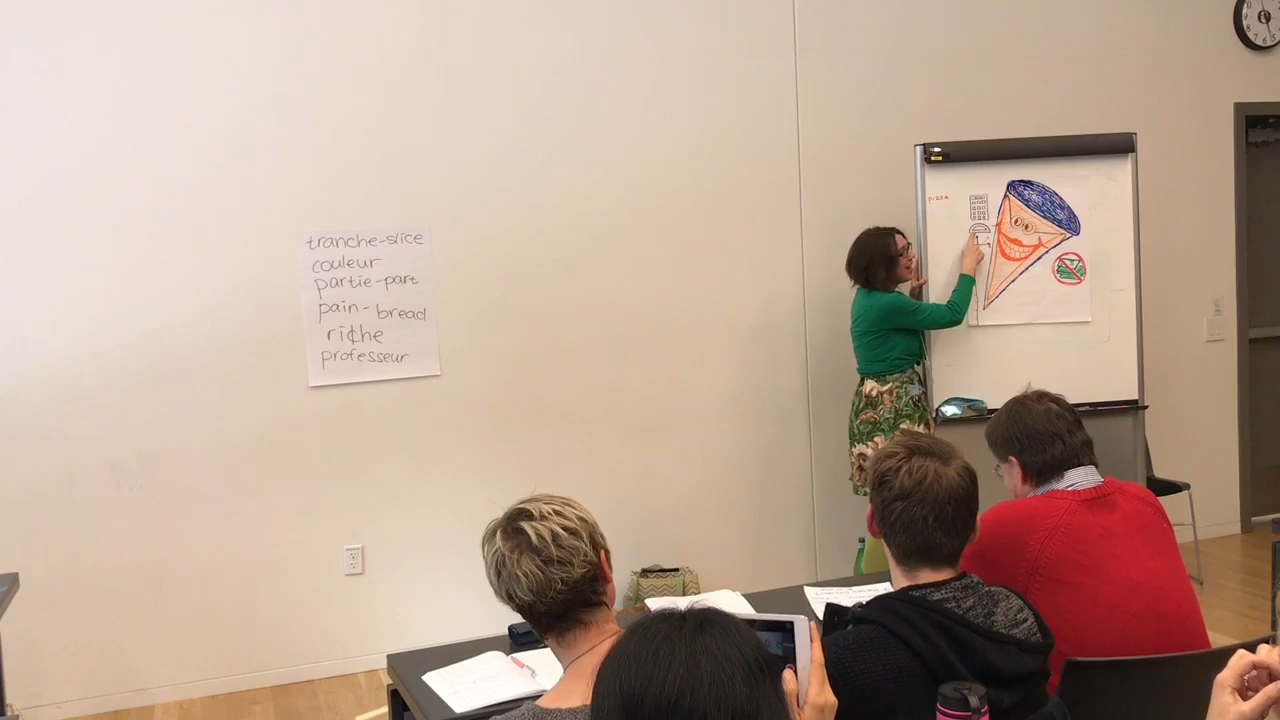 tranche-slice
couleur
partie-part
pain-bread
riche
professeur
pizza